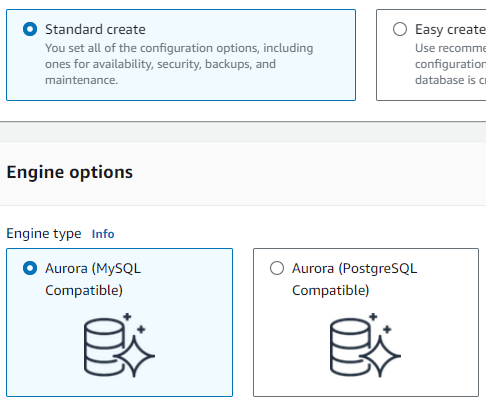 Standard create
You set all of the configuration options, including
ones for availability, security, backups, and
maintenance.
Easy create
Use recomme
configuration
database is c
Engine options
Engine type Info
Aurora (MySQL
Compatible)
Aurora (PostgreSQL
Compatible)